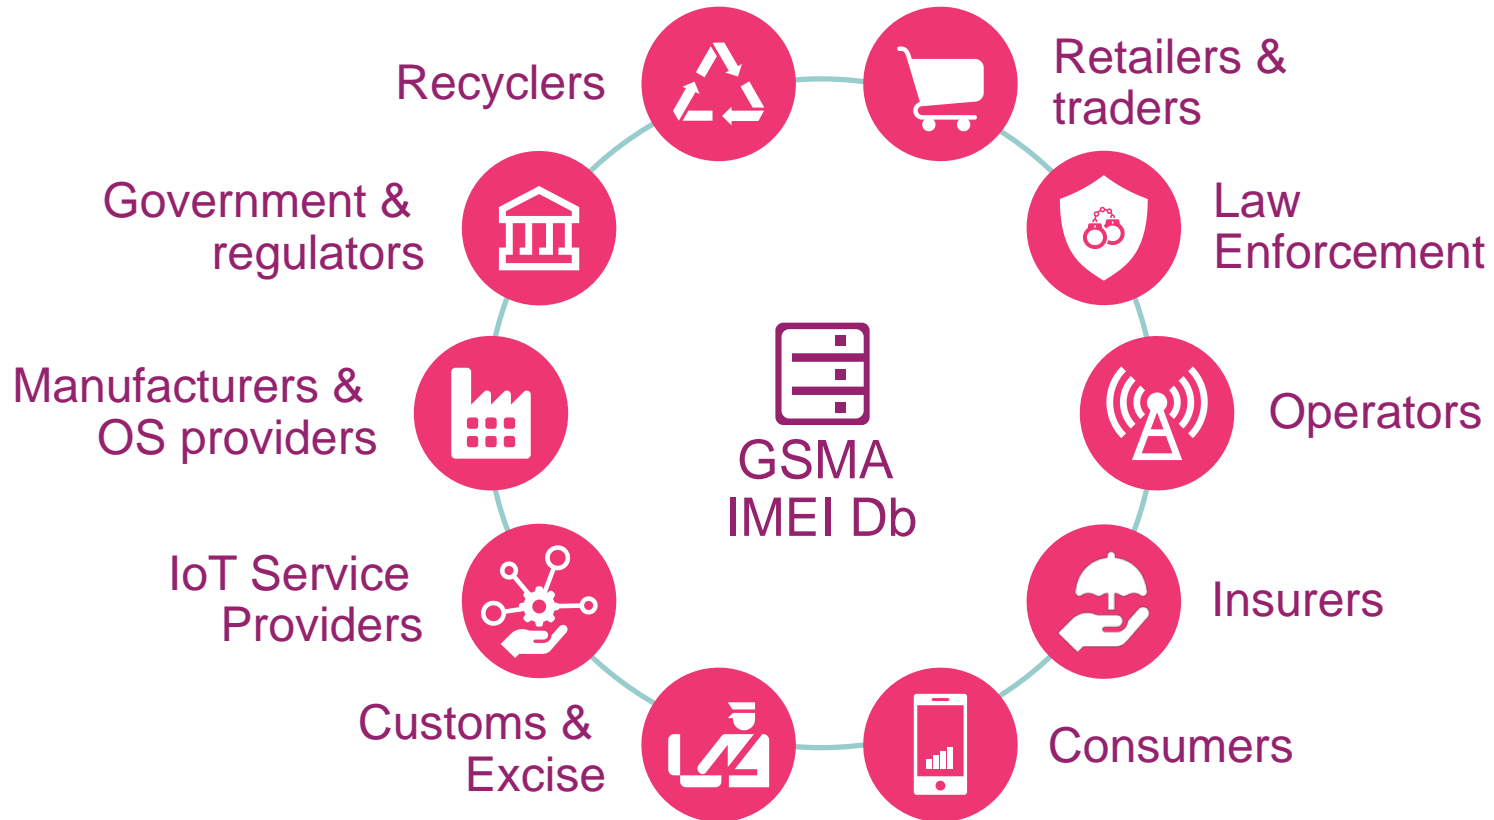 Recyclers
Retailers &
traders
Government &
regulators
Law
Enforcement
Manufacturers &
OS providers
GSMA
IMEI Db
Operators
IoT Service
Providers
Insurers
Customs &
Excise
Consumers